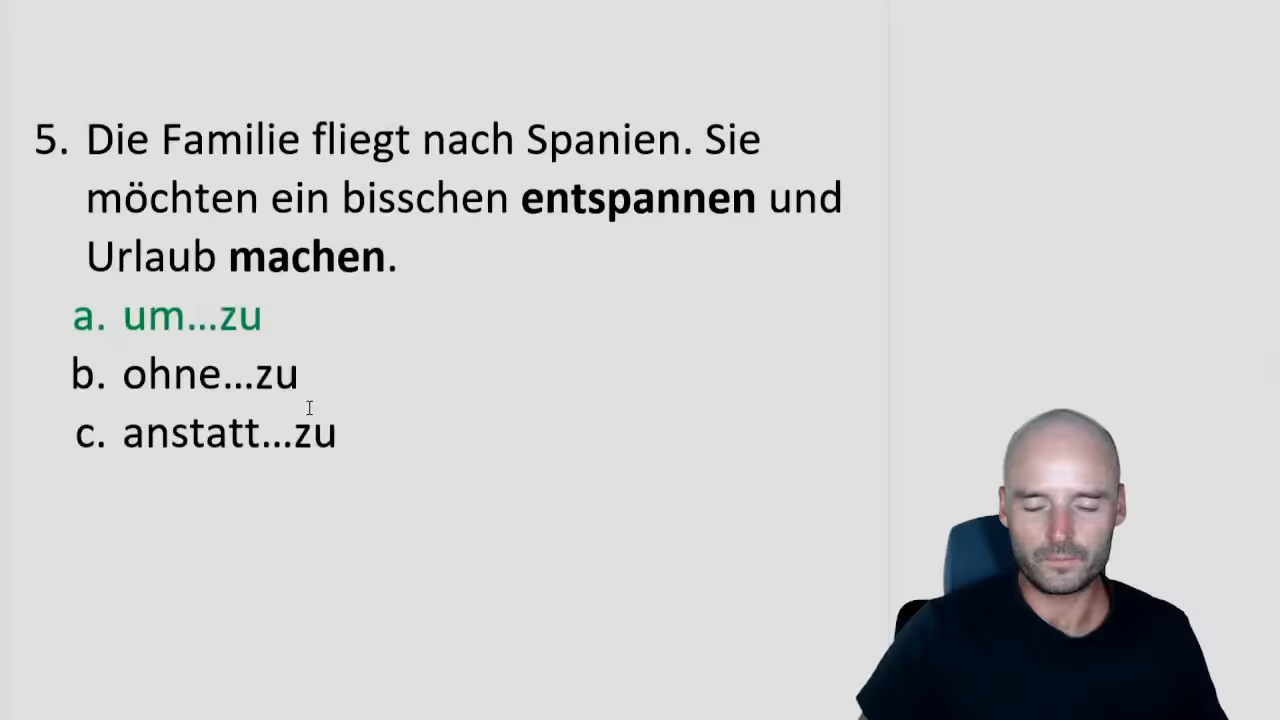 5. Die Familie fliegt nach Spanien. Sie
möchten ein bisschen entspannen und
Urlaub machen.
a. um...zu
b. ohne...zu
c. anstatt...zu